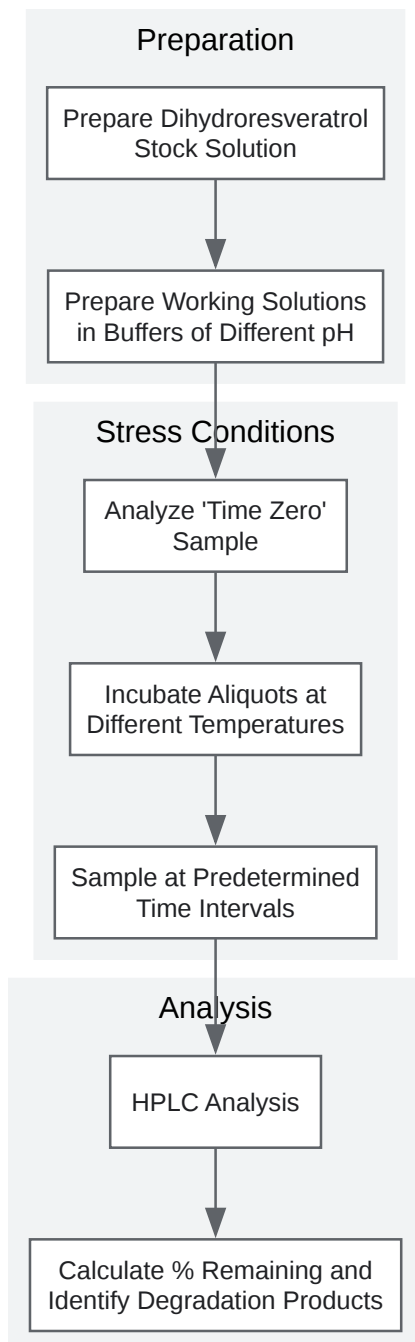 Preparation
Prepare Dihydroresveratrol
Stock Solution
Prepare Working Solutions
in Buffers of Different pH
Stress Conditions
Analyze 'Time Zero'
Sample
Incubate Aliquots at
Different Temperatures
Sample at Predetermined
Time Intervals
Analysis
HPLC Analysis
Calculate % Remaining and
Identify Degradation Products